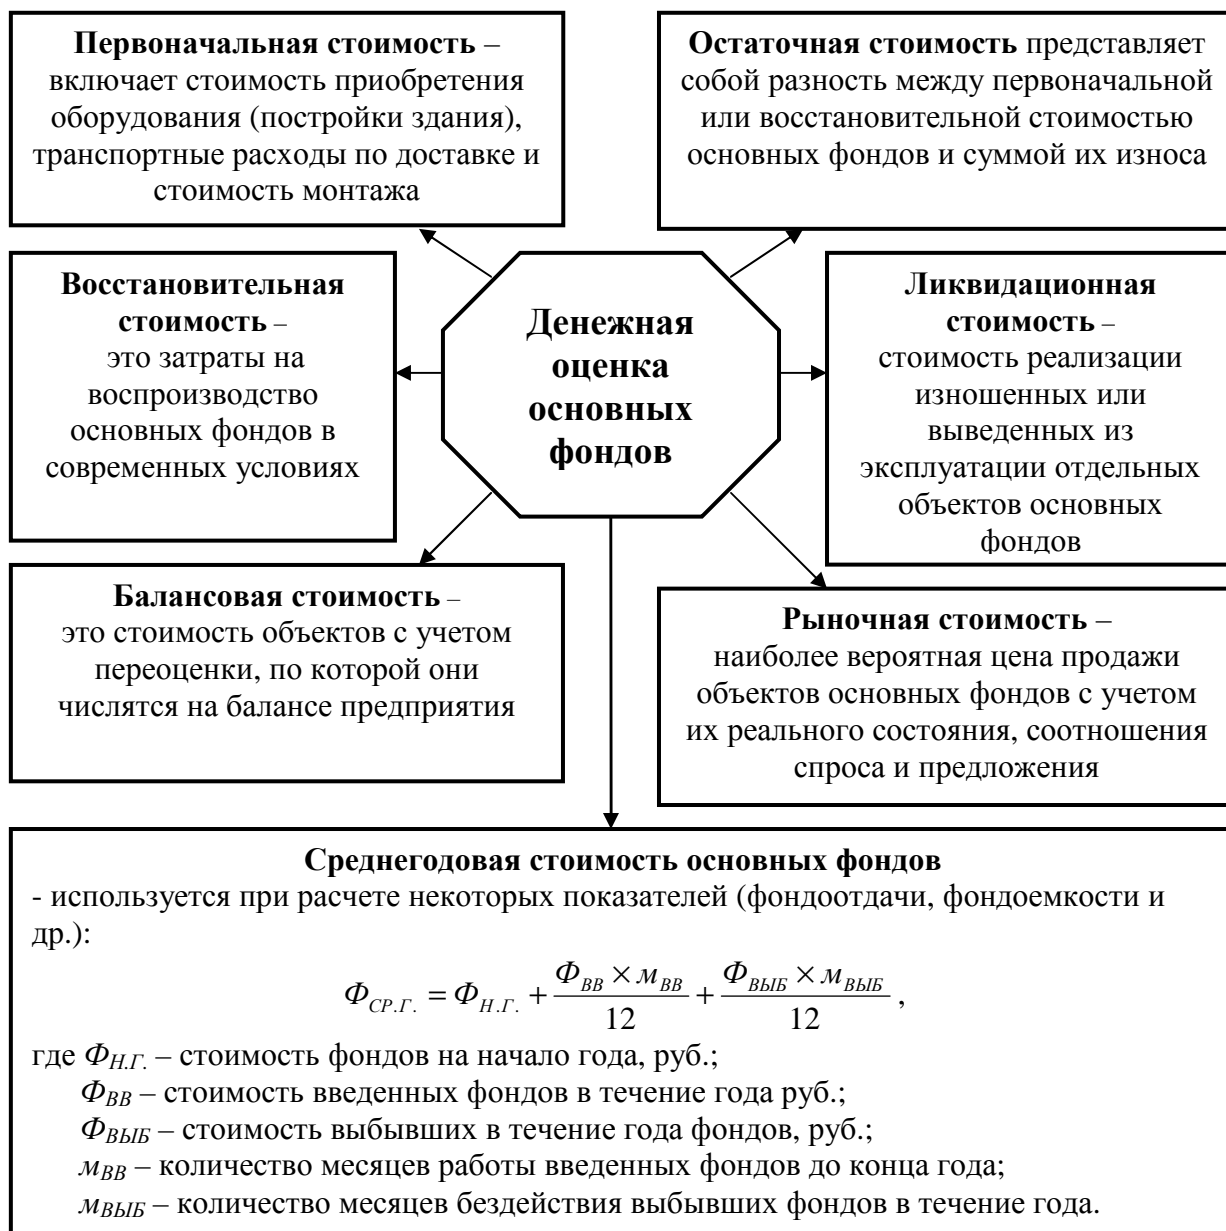 Первоначальная стоимость –
включает стоимость приобретения
оборудования (постройки здания),
транспортные расходы по доставке и
стоимость монтажа
Остаточная стоимость представляет
собой разность между первоначальной
или восстановительной стоимостью
основных фондов и суммой их износа
Восстановительная
стоимость –
это затраты на
воспроизводство
основных фондов в
современных условиях
Денежная
оценка
основных
фондов
Ликвидационная
стоимость –
стоимость реализации
изношенных или
выведенных из
эксплуатации отдельных
объектов основных
фондов
Балансовая стоимость –
это стоимость объектов с учетом
переоценки, по которой они
числятся на балансе предприятия
Рыночная стоимость –
наиболее вероятная цена продажи
объектов основных фондов с учетом
их реального состояния, соотношения
спроса и предложения
Среднегодовая стоимость основных фондов
- используется при расчете некоторых показателей (фондоотдачи, фондоемкости и
др.):
Ф_СР.Г. = Ф_Н.Г. + (Ф_ВВ × м_ВВ)/12 + (Ф_ВЫБ × м_ВЫБ)/12 ,
где Ф_Н.Г. – стоимость фондов на начало года, руб.;
Ф_ВВ – стоимость введенных фондов в течение года руб.;
Ф_ВЫБ – стоимость выбывших в течение года фондов, руб.;
м_ВВ – количество месяцев работы введенных фондов до конца года;
м_ВЫБ – количество месяцев бездействия выбывших фондов в течение года.